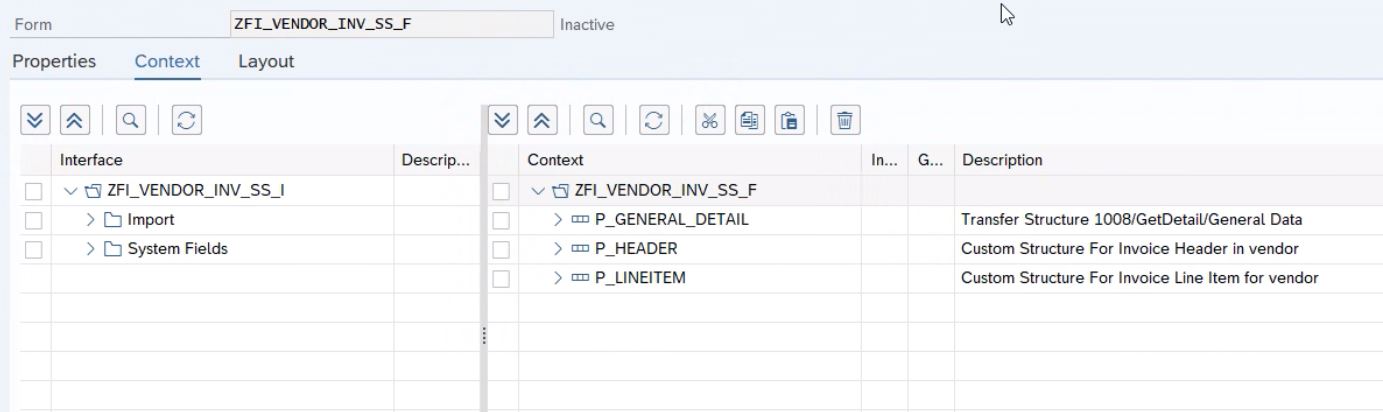 Form ZFI_VENDOR_INV_SS_F Inactive
Properties Context Layout
Interface Descrip... Context In... G... Description
ZFI_VENDOR_INV_SS_I ZFI_VENDOR_INV_SS_F
Import P_GENERAL_DETAIL Transfer Structure 1008/GetDetail/General Data
System Fields P_HEADER Custom Structure For Invoice Header in vendor
P_LINEITEM Custom Structure For Invoice Line Item for vendor